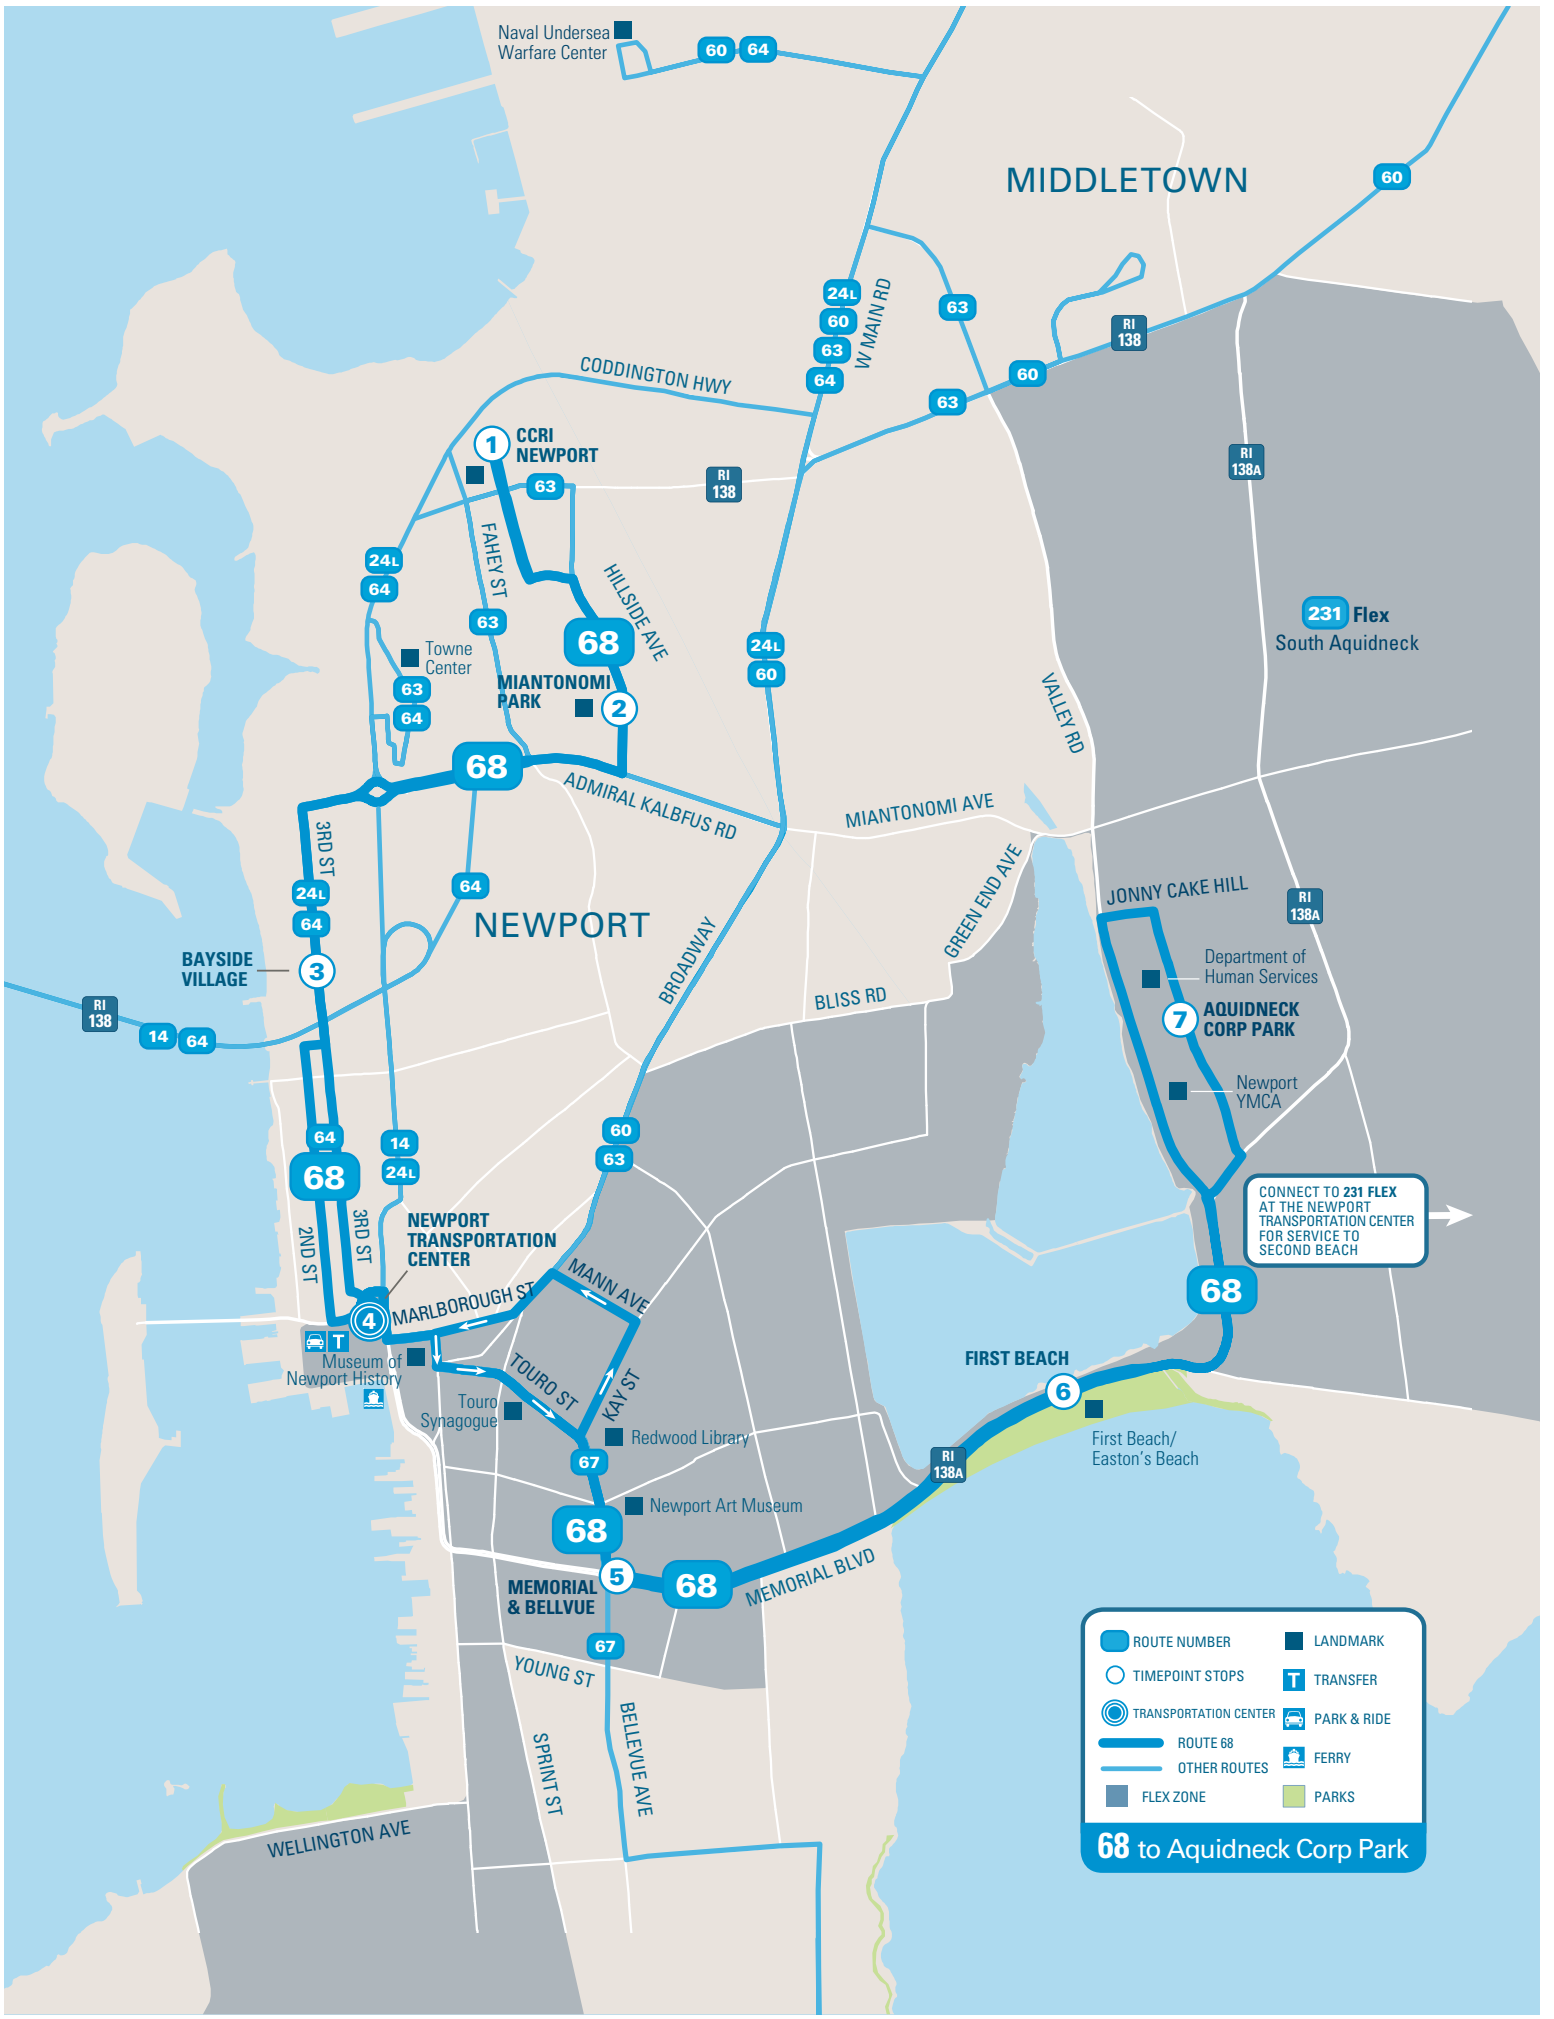 Naval Undersea
Warfare Center
60
64
MIDDLETOWN
60
24L
60
63
64
W MAIN RD
63
RI
138
60
63
CODDINGTON HWY
1
CCRI
NEWPORT
63
RI
138
RI
138A
FAHEY ST
24L
64
HILLSIDE AVE
63
68
231 Flex
South Aquidneck
Towne
Center
63
64
24L
60
MIANTONOMI
PARK
2
VALLEY RD
68
ADMIRAL KALBFUS RD
MIANTONOMI AVE
3RD ST
24L
64
64
NEWPORT
GREEN END AVE
JONNY CAKE HILL
RI
138A
BROADWAY
BAYSIDE
VILLAGE
3
Department of
Human Services
BLISS RD
7
AQUIDNECK
CORP PARK
RI
138
14
64
Newport
YMCA
64
68
14
24L
60
63
2ND ST
3RD ST
NEWPORT
TRANSPORTATION
CENTER
CONNECT TO 231 FLEX
AT THE NEWPORT
TRANSPORTATION CENTER
FOR SERVICE TO
SECOND BEACH
68
4
MARLBOROUGH ST
MANN AVE
T
Museum of
Newport History
TOURO ST
KAY ST
Touro
Synagogue
FIRST BEACH
6
First Beach/
Easton's Beach
Redwood Library
67
RI
138A
Newport Art Museum
68
5
MEMORIAL
& BELLVUE
68
MEMORIAL BLVD
67
YOUNG ST
BELLEVUE AVE
SPRINT ST
WELLINGTON AVE
ROUTE NUMBER
TIMEPOINT STOPS
TRANSPORTATION CENTER
ROUTE 68
OTHER ROUTES
FLEX ZONE
LANDMARK
T TRANSFER
PARK & RIDE
FERRY
PARKS
68 to Aquidneck Corp Park